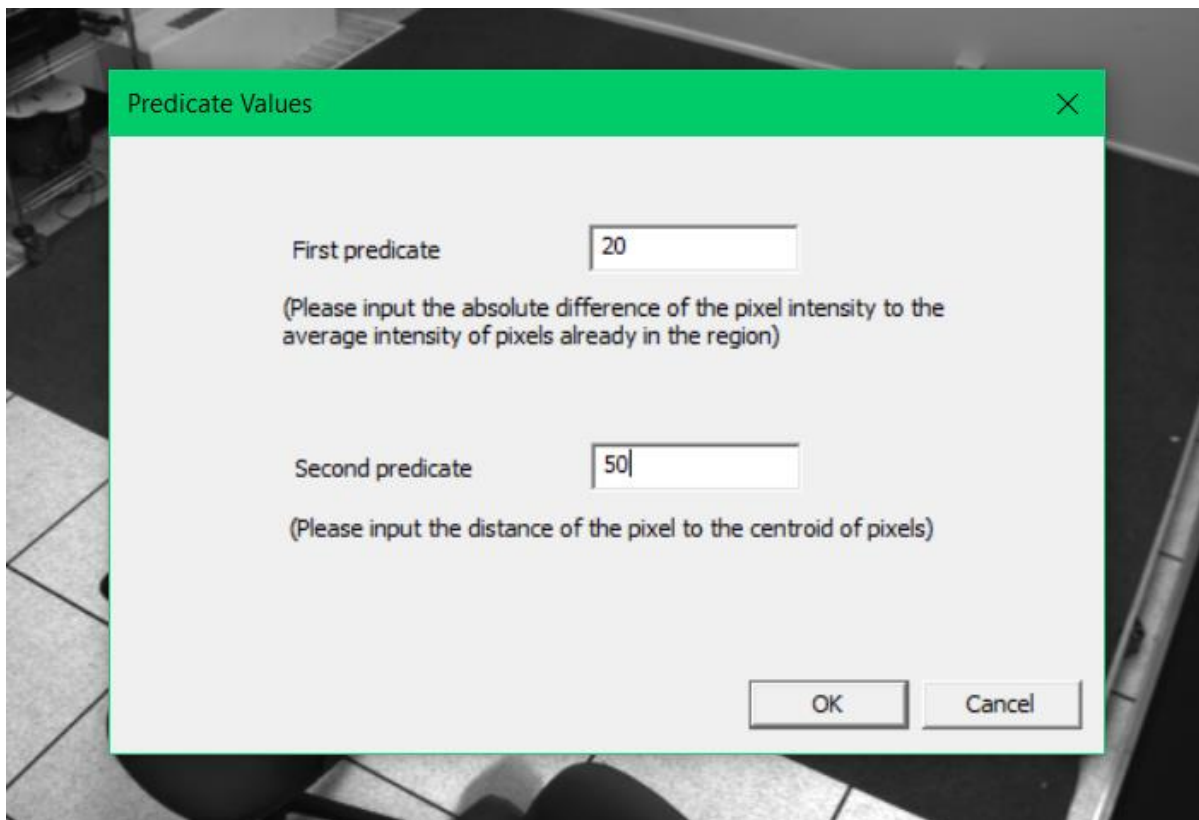 Predicate Values
First predicate
20
(Please input the absolute difference of the pixel intensity to the
average intensity of pixels already in the region)
Second predicate
50
(Please input the distance of the pixel to the centroid of pixels)
OK
Cancel